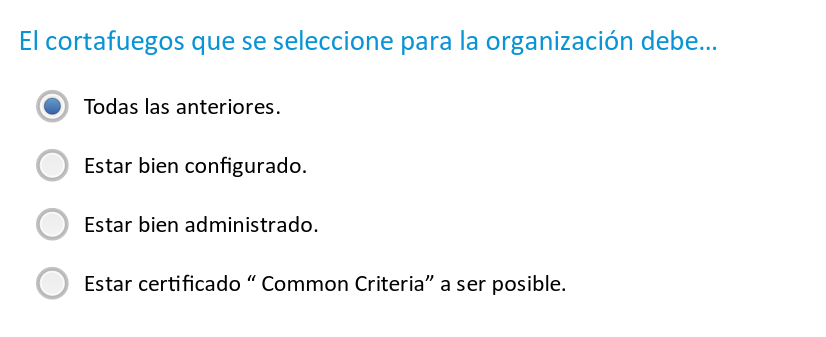 El cortafuegos que se seleccione para la organización debe...
Todas las anteriores.
Estar bien configurado.
Estar bien administrado.
Estar certificado “ Common Criteria” a ser posible.